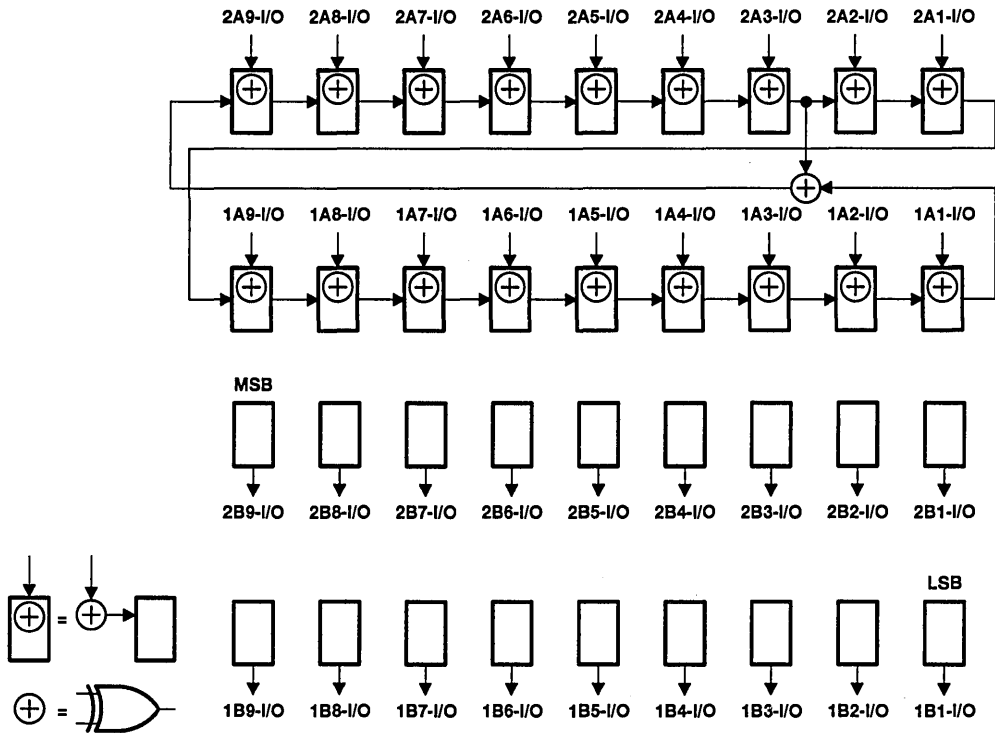 2A9-I/O 2A8-I/O 2A7-I/O 2A6-I/O 2A5-I/O 2A4-I/O 2A3-I/O 2A2-I/O 2A1-I/O
1A9-I/O 1A8-I/O 1A7-I/O 1A6-I/O 1A5-I/O 1A4-I/O 1A3-I/O 1A2-I/O 1A1-I/O
MSB
2B9-I/O 2B8-I/O 2B7-I/O 2B6-I/O 2B5-I/O 2B4-I/O 2B3-I/O 2B2-I/O 2B1-I/O
LSB
=
=
1B9-I/O 1B8-I/O 1B7-I/O 1B6-I/O 1B5-I/O 1B4-I/O 1B3-I/O 1B2-I/O 1B1-I/O